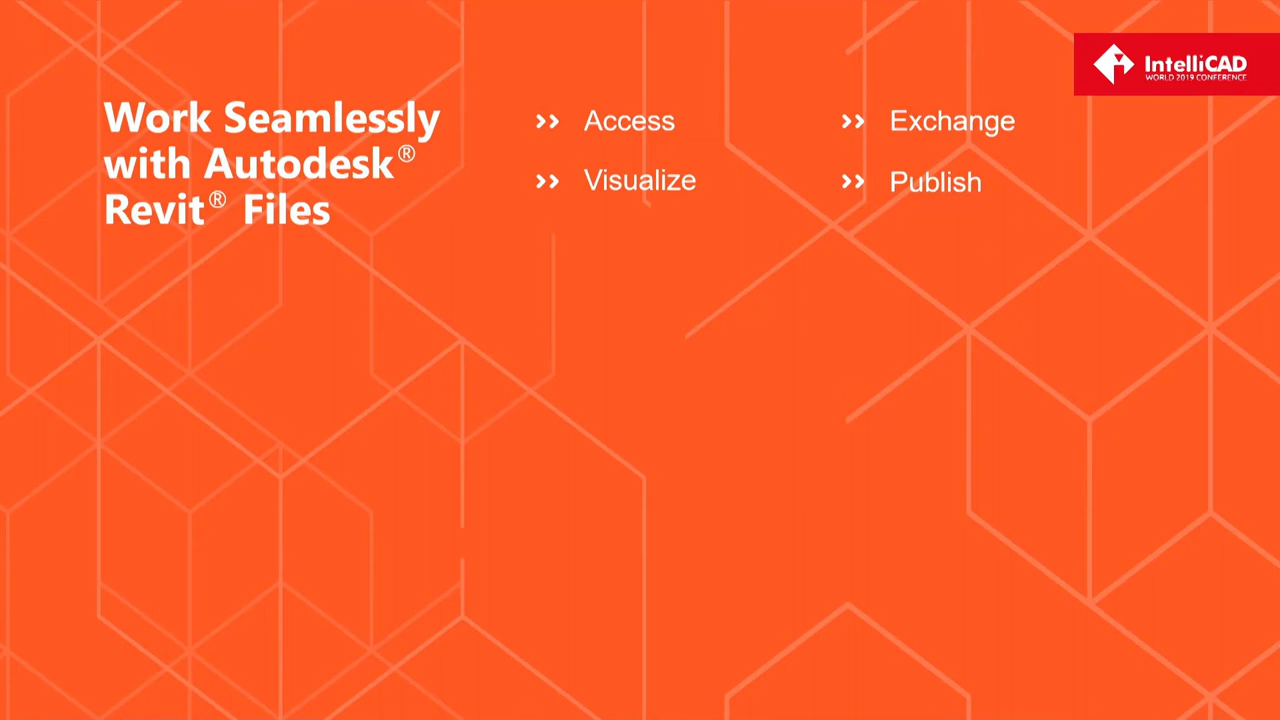 Work Seamlessly
with Autodesk®
Revit® Files
>> Access
>> Visualize
>> Exchange
>> Publish
IntelliCAD
WORLD 2019 CONFERENCE